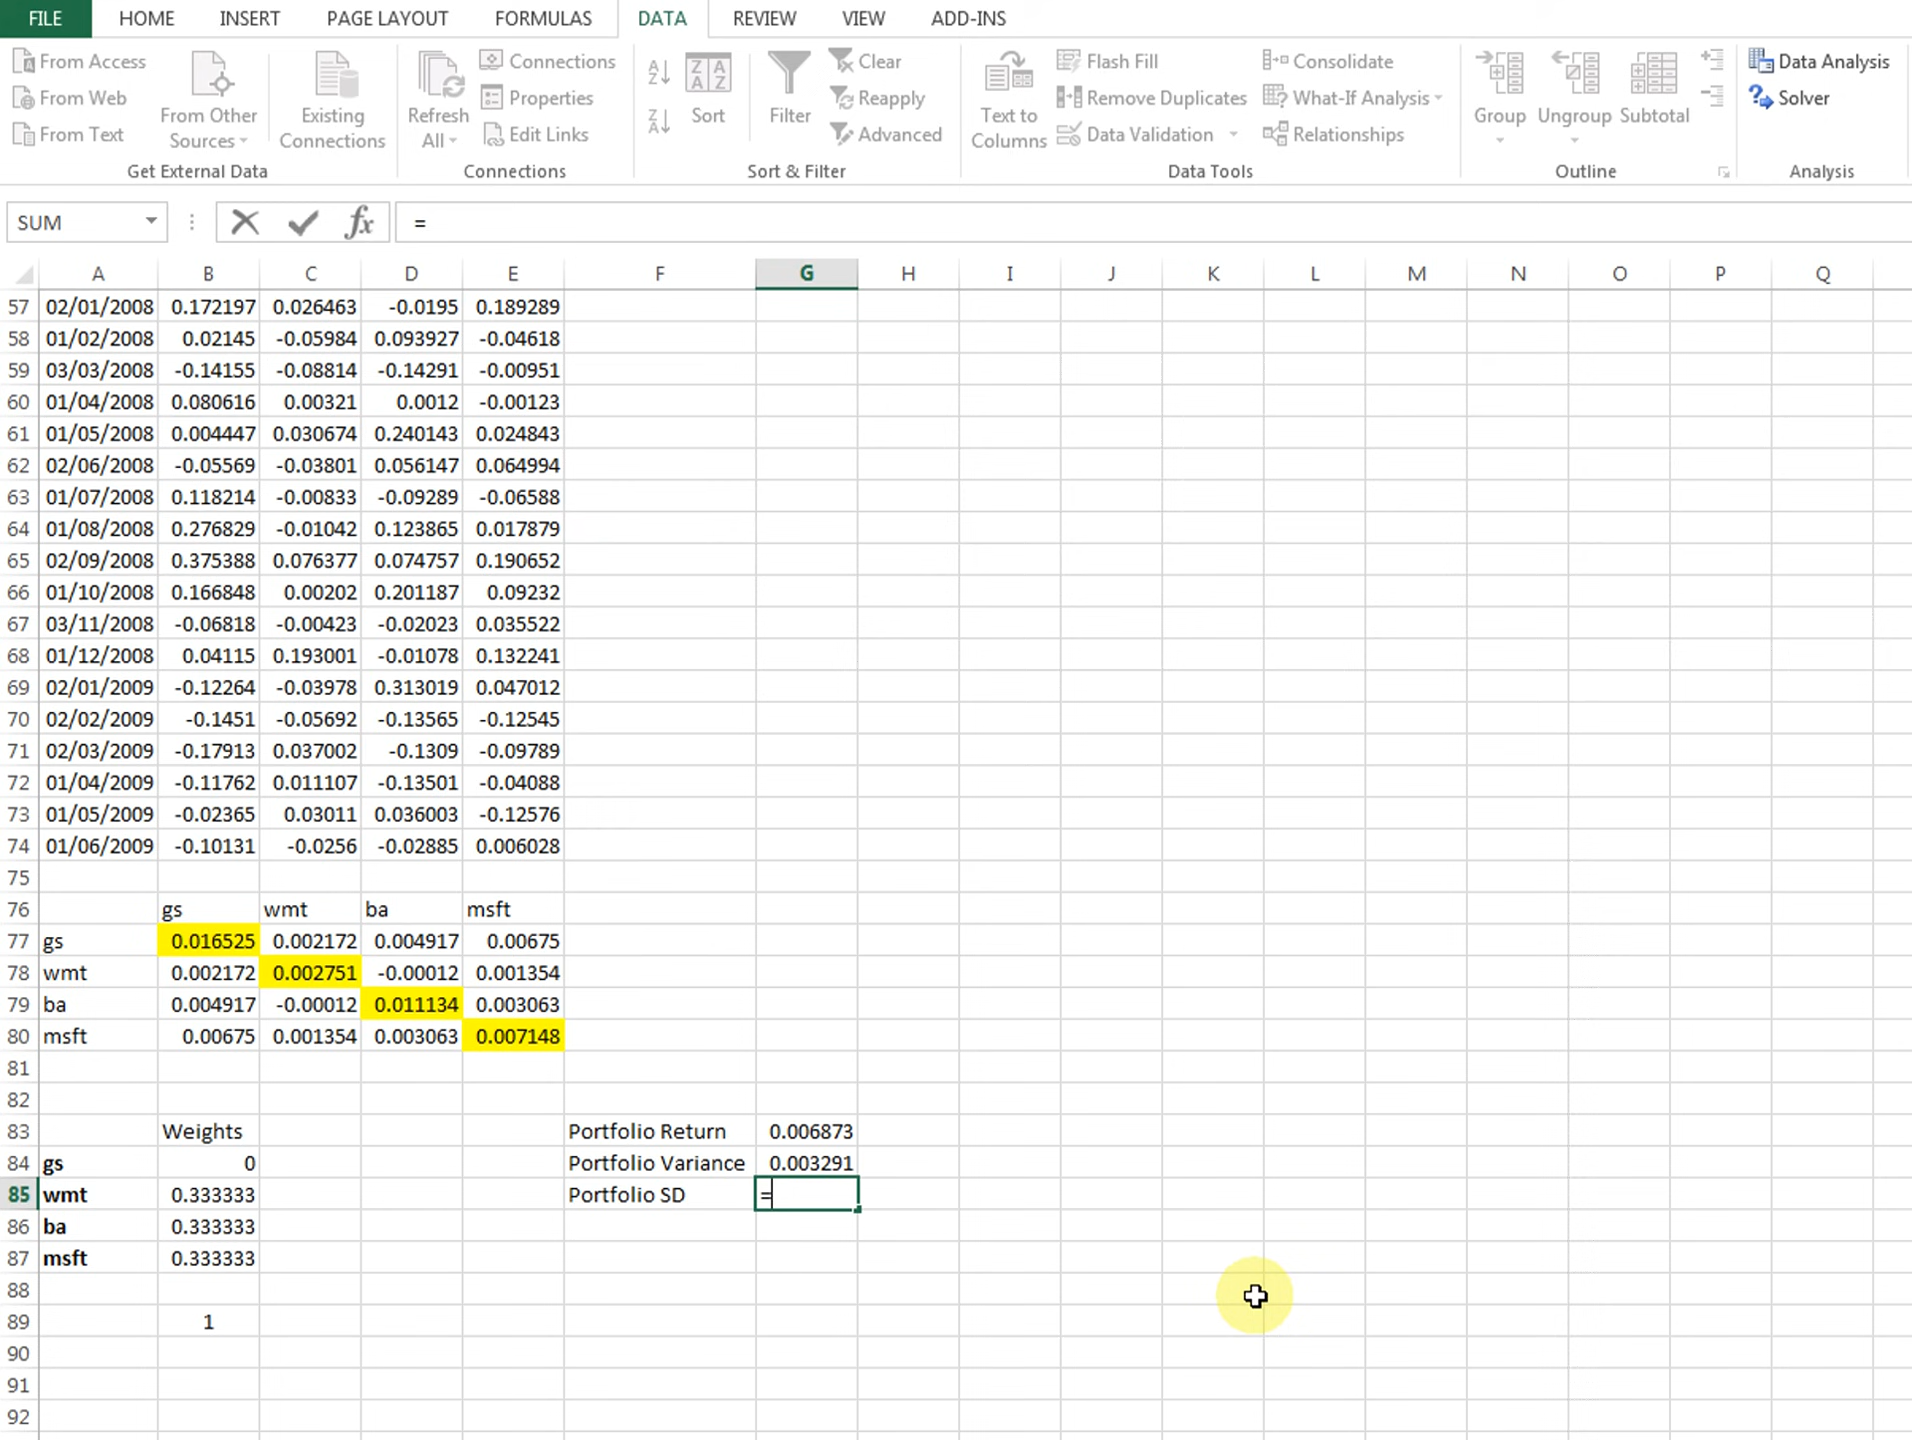 FILE HOME INSERT PAGE LAYOUT FORMULAS DATA REVIEW VIEW ADD-INS
From Access
From Web
From Text
From Other Sources
Existing Connections
Get External Data
Refresh All
Connections
Properties
Edit Links
Connections
Sort
Filter
Clear
Reapply
Advanced
Sort & Filter
Text to Columns
Flash Fill
Remove Duplicates
Data Validation
Consolidate
What-If Analysis
Relationships
Data Tools
Group
Ungroup
Subtotal
Outline
Data Analysis
Solver
Analysis
SUM fx =
A B C D E F G H I J K L M N O P Q
57 02/01/2008 0.172197 0.026463 -0.0195 0.189289
58 01/02/2008 0.02145 -0.05984 0.093927 -0.04618
59 03/03/2008 -0.14155 -0.08814 -0.14291 -0.00951
60 01/04/2008 0.080616 0.00321 0.0012 -0.00123
61 01/05/2008 0.004447 0.030674 0.240143 0.024843
62 02/06/2008 -0.05569 -0.03801 0.056147 0.064994
63 01/07/2008 0.118214 -0.00833 -0.09289 -0.06588
64 01/08/2008 0.276829 -0.01042 0.123865 0.017879
65 02/09/2008 0.375388 0.076377 0.074757 0.190652
66 01/10/2008 0.166848 0.00202 0.201187 0.09232
67 03/11/2008 -0.06818 -0.00423 -0.02023 0.035522
68 01/12/2008 0.04115 0.193001 -0.01078 0.132241
69 02/01/2009 -0.12264 -0.03978 0.313019 0.047012
70 02/02/2009 -0.1451 -0.05692 -0.13565 -0.12545
71 02/03/2009 -0.17913 0.037002 -0.1309 -0.09789
72 01/04/2009 -0.11762 0.011107 -0.13501 -0.04088
73 01/05/2009 -0.02365 0.03011 0.036003 -0.12576
74 01/06/2009 -0.10131 -0.0256 -0.02885 0.006028
75
76 gs wmt ba msft
77 gs 0.016525 0.002172 0.004917 0.00675
78 wmt 0.002172 0.002751 -0.00012 0.001354
79 ba 0.004917 -0.00012 0.011134 0.003063
80 msft 0.00675 0.001354 0.003063 0.007148
81
82
83 Weights Portfolio Return 0.006873
84 gs 0 Portfolio Variance 0.003291
85 wmt 0.333333 Portfolio SD =
86 ba 0.333333
87 msft 0.333333
88
89 1
90
91
92